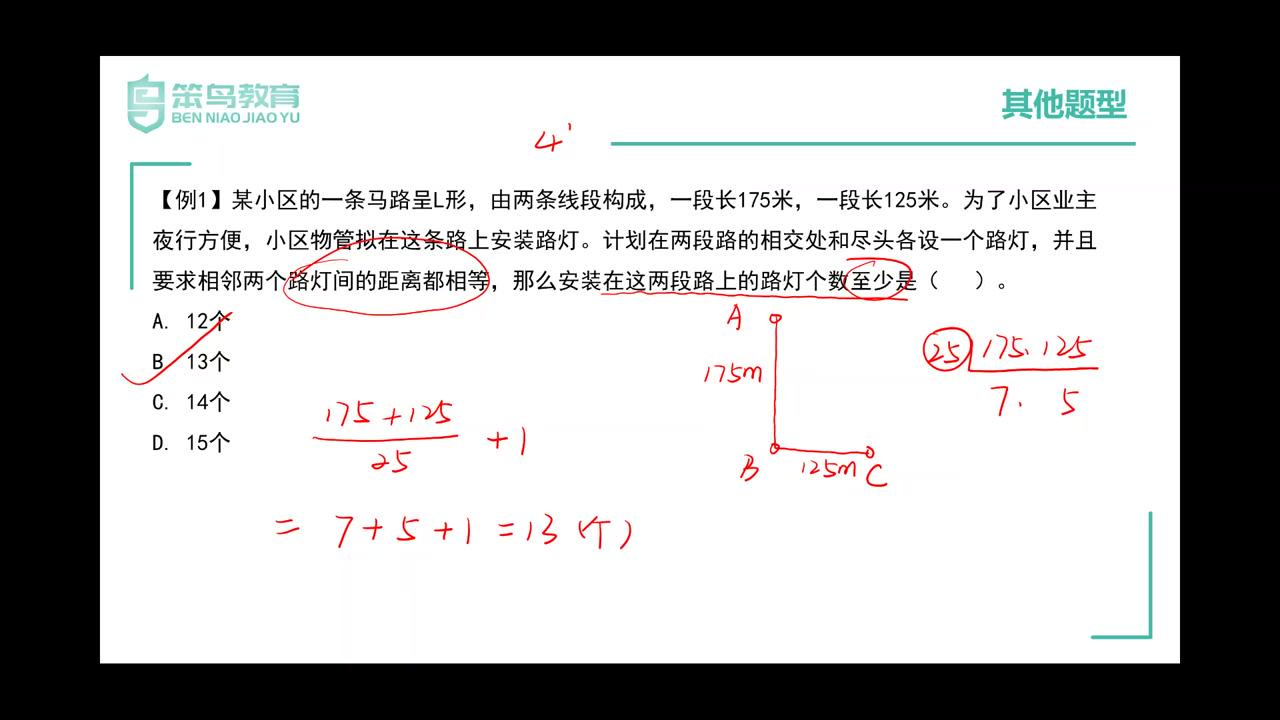 笨鸟教育
BEN NIAO JIAO YU
其他题型
4'
【例1】某小区的一条马路呈L形，由两条线段构成，一段长175米，一段长125米。为了小区业主
夜行方便，小区物管拟在这条路上安装路灯。计划在两段路的相交处和尽头各设一个路灯，并且
要求相邻两个路灯间的距离都相等，那么安装在这两段路上的路灯个数至少是（ ）。
A. 12个
B. 13个
C. 14个
D. 15个
A
175m
B
125m
C
25 175. 125
7. 5
175+125
25
+1
= 7+5+1=13(个)